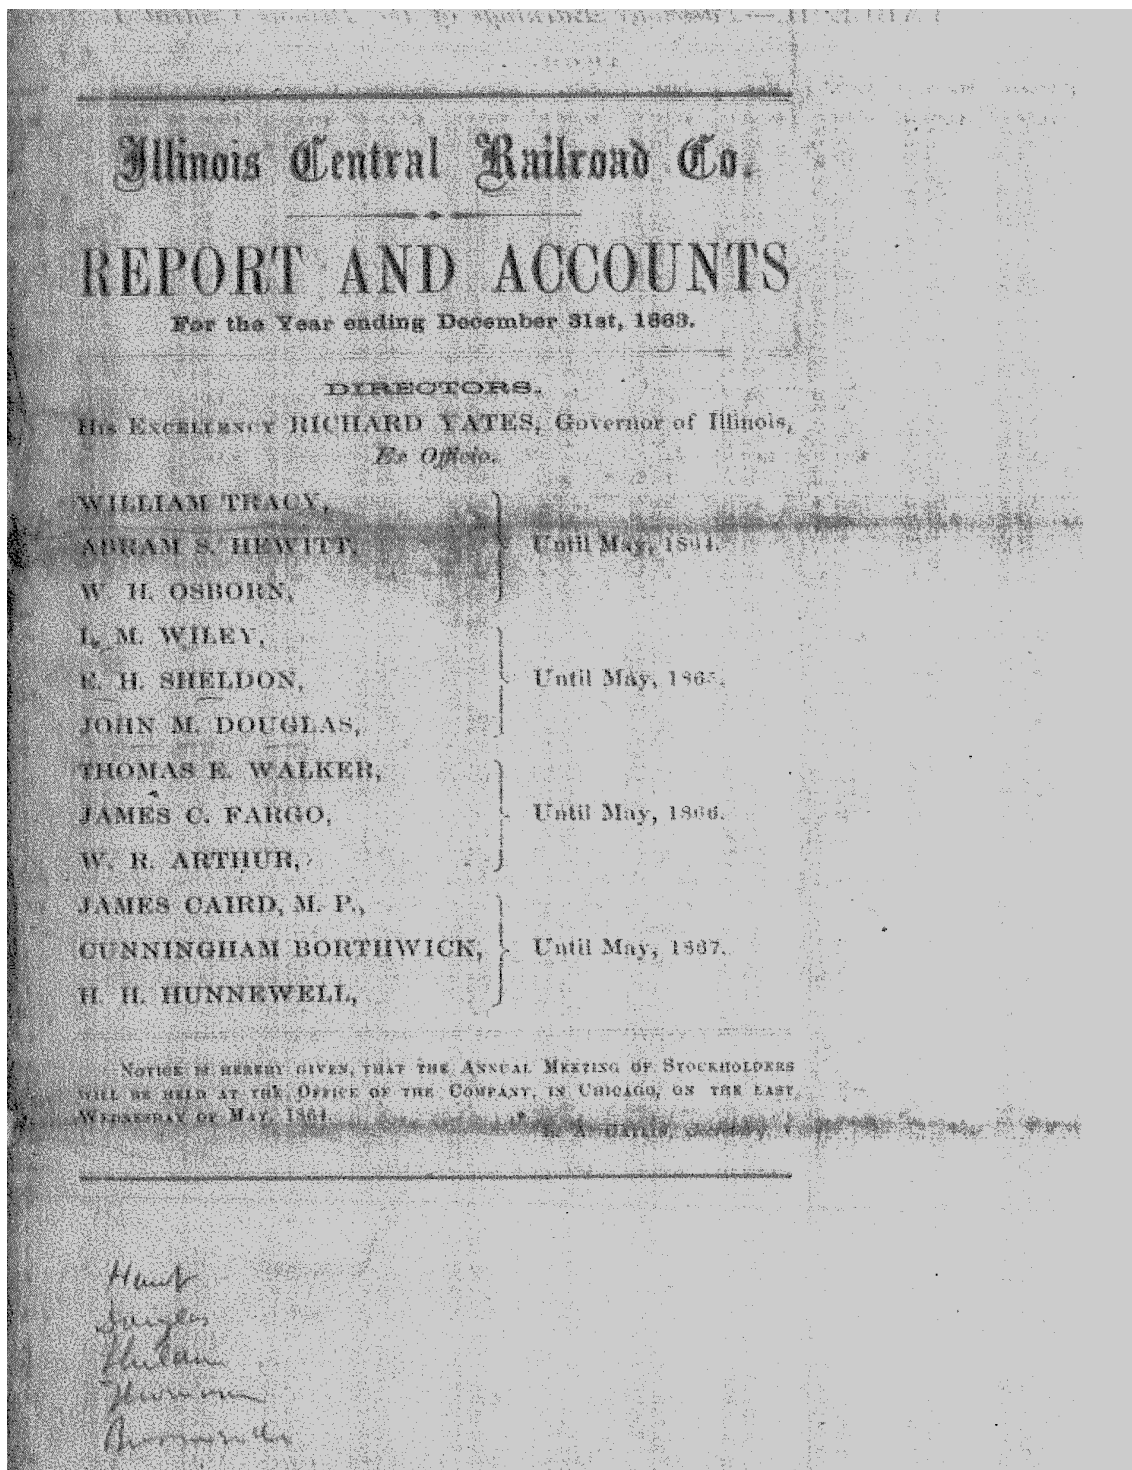 Illinois Central Railroad Co.
REPORT AND ACCOUNTS
For the Year ending December 31st, 1863.
DIRECTORS.
His Excellency RICHARD YATES, Governor of Illinois,
Ex Officio.
WILLIAM TRACY,
ABRAM S. HEWITT,
Until May, 1864.
W. H. OSBORN,
L. M. WILEY,
E. H. SHELDON,
Until May, 1865.
JOHN M. DOUGLAS,
THOMAS E. WALKER,
JAMES C. FARGO,
Until May, 1866.
W. R. ARTHUR,
JAMES CAIRD, M. P.,
CUNNINGHAM BORTHWICK,
Until May, 1867.
H. H. HUNNEWELL,
Notice is hereby given, that the Annual Meeting of Stockholders
will be held at the Office of the Company, in Chicago, on the last
Wednesday of May, 1864.
Douglas